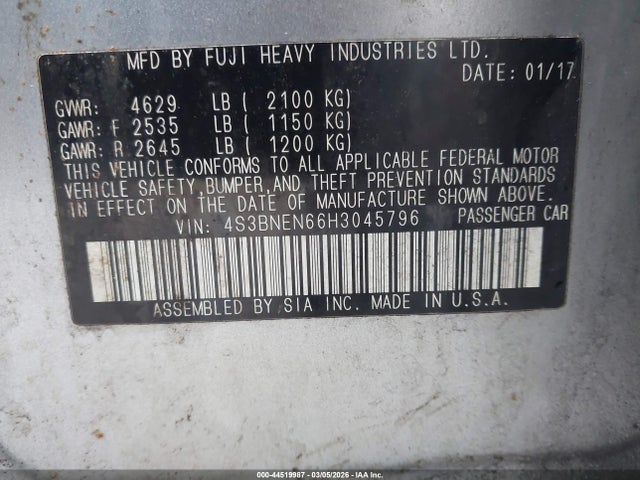 MFD BY FUJI HEAVY INDUSTRIES LTD.
DATE: 01/17
GVWR: 4629 LB ( 2100 KG)
GAWR: F 2535 LB ( 1150 KG)
GAWR: R 2645 LB ( 1200 KG)
THIS VEHICLE CONFORMS TO ALL APPLICABLE FEDERAL MOTOR
VEHICLE SAFETY, BUMPER, AND THEFT PREVENTION STANDARDS
IN EFFECT ON THE DATE OF MANUFACTURE SHOWN ABOVE.
VIN: 4S3BNEN66H3045796 PASSENGER CAR
ASSEMBLED BY SIA INC. MADE IN U.S.A.
000-44519987 - 03/05/2026 - IAA Inc.